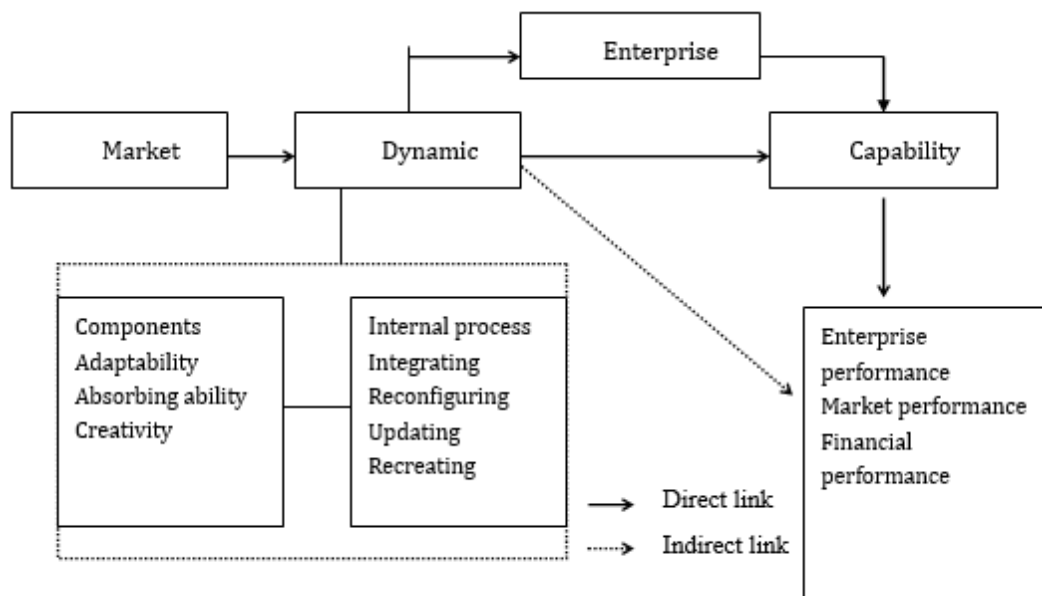 Enterprise
Market
Dynamic
Capability
Components
Adaptability
Absorbing ability
Creativity
Internal process
Integrating
Reconfiguring
Updating
Recreating
Enterprise
performance
Market performance
Financial
performance
Direct link
Indirect link